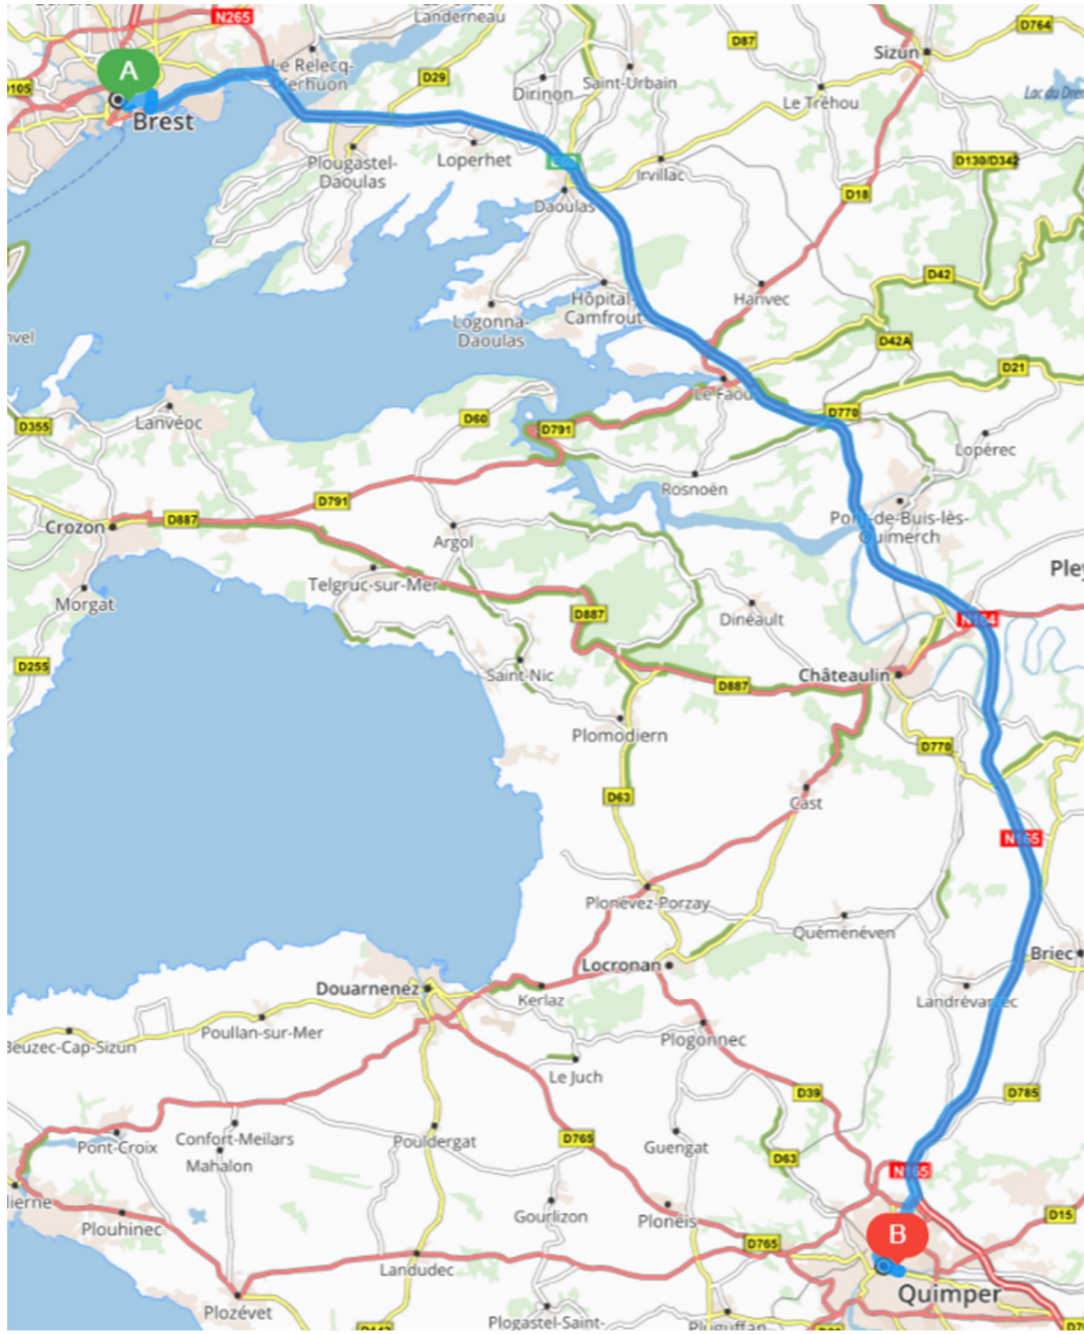 N265
Landerneau
D764
D87
Sizun
A
Le Relecq-
Kerhuon
D29
Saint-Urbain
Dirinon
Le Tréhou
Brest
Plougastel-
Daoulas
Loperhet
Irvillac
D130/D342
D18
Daoulas
D42
Hanvec
Hôpital-
Camfrout
Logonna-
Daoulas
D42A
D21
Le Faou
D770
Lanvéoc
D60
D355
D791
Lopérec
Rosnoën
D791
Crozon
D887
Pont-de-Buis-lès-
Quimerch
Argol
Telgruc-sur-Mer
Morgat
D887
Dinéault
N164
D255
Saint-Nic
D887
Châteaulin
Plomodiern
D770
D63
Cast
N165
Plonévez-Porzay
Quéménéven
Locronan
Briec
Douarnenez
Kerlaz
Landrévarzec
Poullan-sur-Mer
Beuzec-Cap-Sizun
Plogonnec
Le Juch
D39
D785
Pont-Croix
Confort-Meilars
Mahalon
Pouldergat
D765
Guengat
D63
N165
Plouhinec
Gourlizon
Plonéis
D15
B
D765
Landudec
Quimper
Plozévet
Plogastel-Saint-
Pluguffan